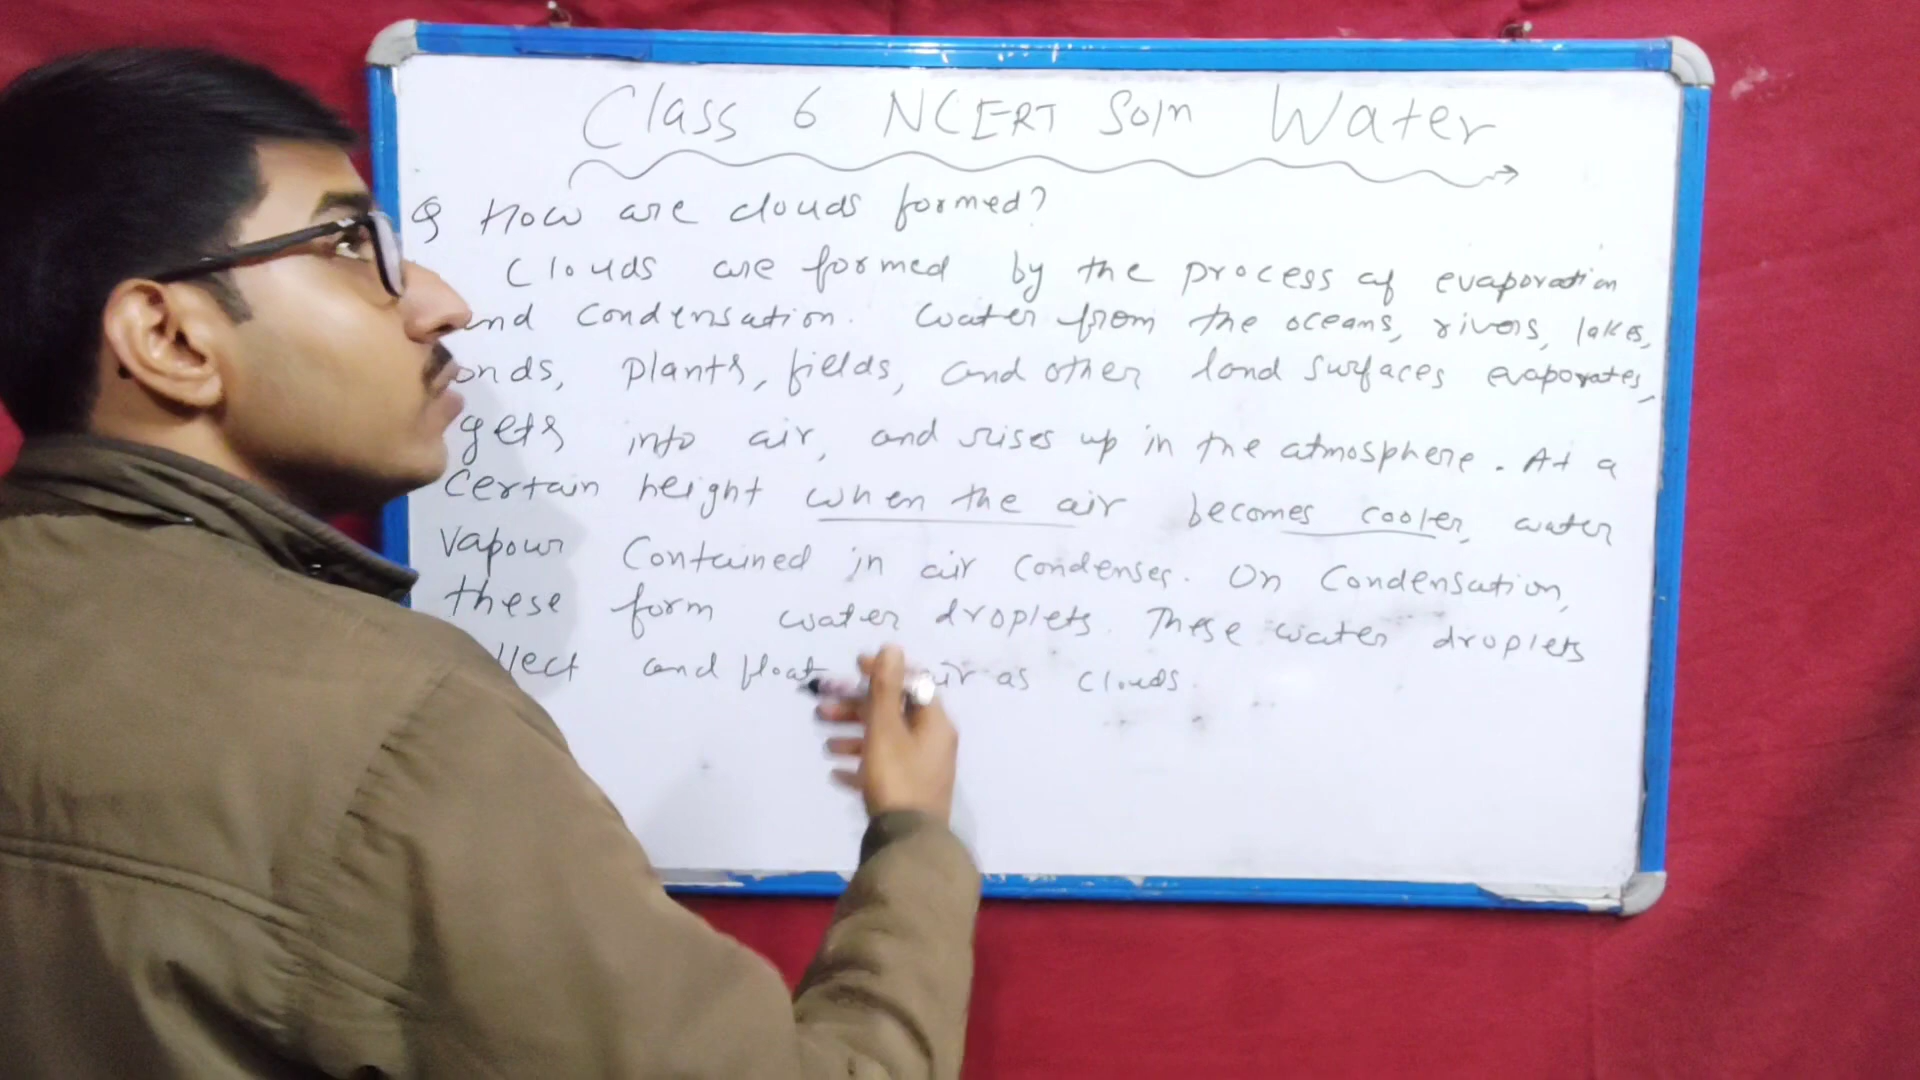 Class 6 NCERT Soln Water
Q How are clouds formed?
Clouds are formed by the process of evaporation
and condensation. Water from the oceans, rivers, lakes,
onds, plants, fields, and other land surfaces evaporates,
gets into air, and rises up in the atmosphere. At a
certain height when the air becomes cooler, water
vapour contained in air condenses. On condensation,
these form water droplets. These water droplets
llect and float air as clouds.